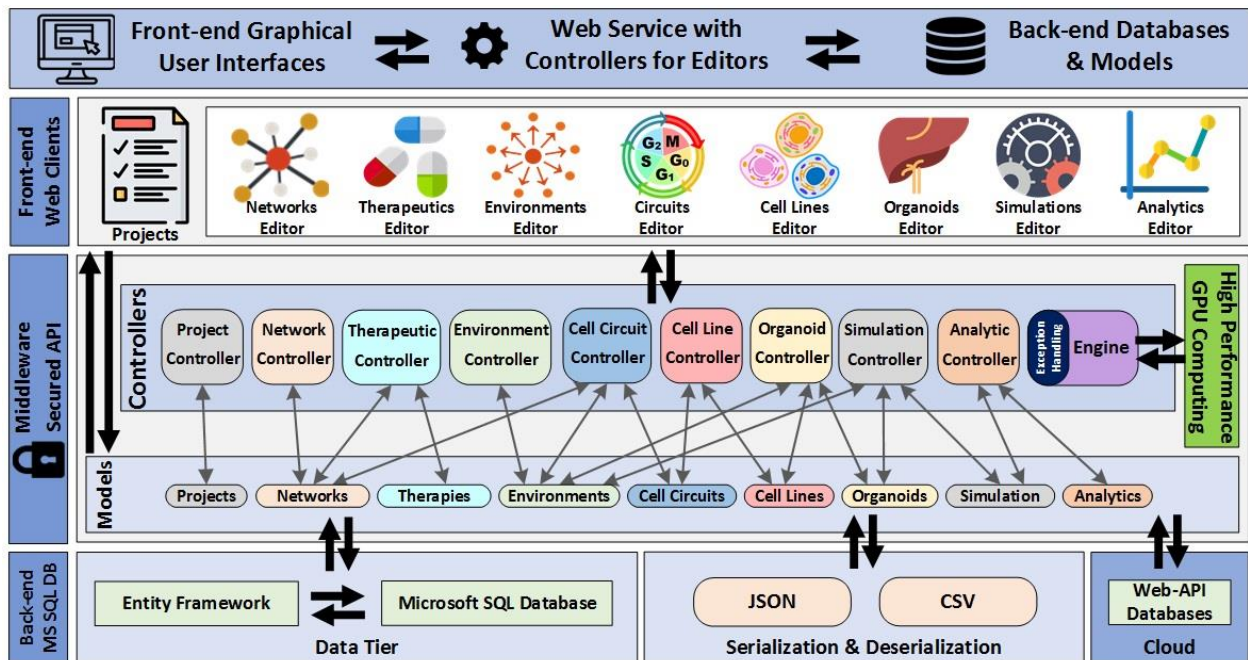 Front-end Graphical
User Interfaces
Web Service with
Controllers for Editors
Back-end Databases
& Models
Front-end
Web Clients
Projects
Networks
Editor
Therapeutics
Editor
Environments
Editor
G2 M
S G0
G1
Circuits
Editor
Cell Lines
Editor
Organoids
Editor
Simulations
Editor
Analytics
Editor
Middleware
Secured API
Controllers
Project
Controller
Network
Controller
Therapeutic
Controller
Environment
Controller
Cell Circuit
Controller
Cell Line
Controller
Organoid
Controller
Simulation
Controller
Analytic
Controller
Exception
Handling
Engine
High Performance
GPU Computing
Models
Projects
Networks
Therapies
Environments
Cell Circuits
Cell Lines
Organoids
Simulation
Analytics
Back-end
MS SQL DB
Entity Framework
Microsoft SQL Database
Data Tier
JSON
CSV
Serialization & Deserialization
Web-API
Databases
Cloud